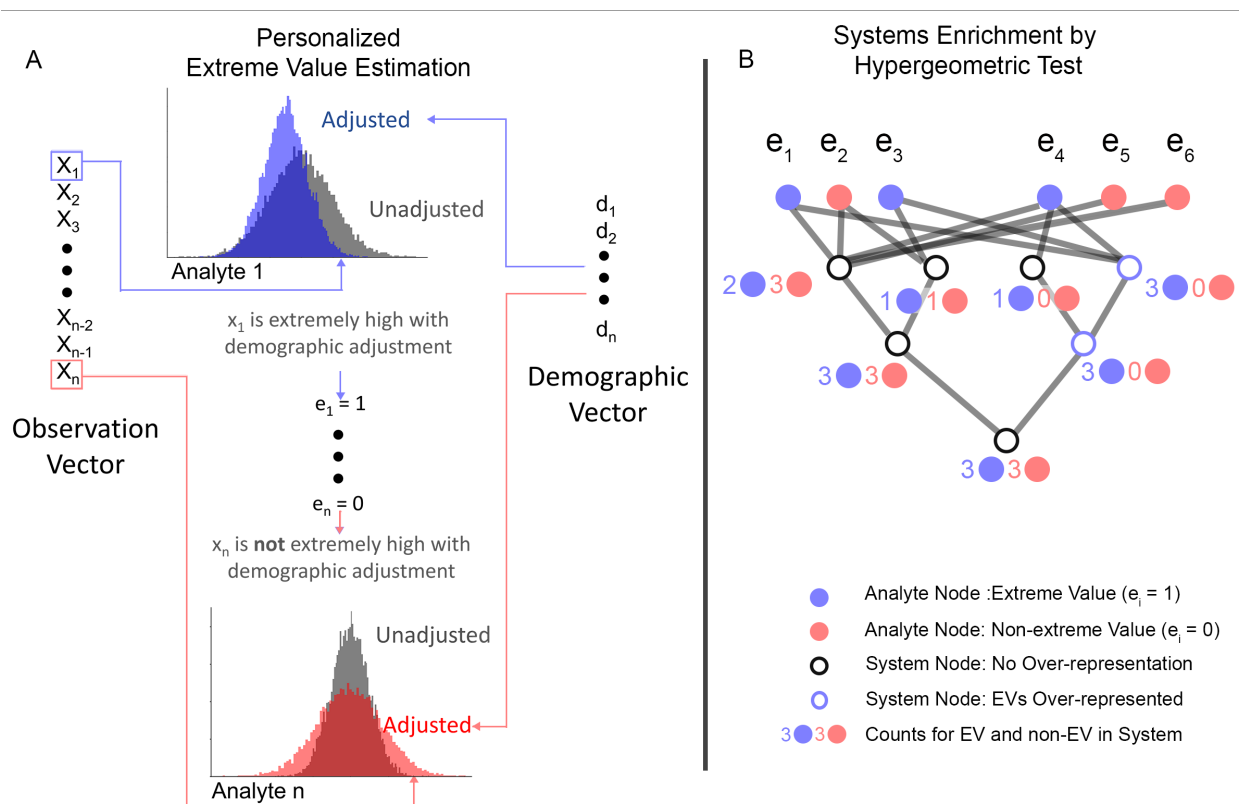 A
Personalized
Extreme Value Estimation
Adjusted
Unadjusted
Analyte 1
X1
X2
X3
Xn-2
Xn-1
Xn
Observation
Vector
x1 is extremely high with
demographic adjustment
e1 = 1
en = 0
xn is not extremely high with
demographic adjustment
d1
d2
dn
Demographic
Vector
Unadjusted
Adjusted
Analyte n
B
Systems Enrichment by
Hypergeometric Test
e1 e2 e3 e4 e5 e6
2 3
1 1
1 0
3 0
3 3
3 0
3 3
Analyte Node :Extreme Value (ei = 1)
Analyte Node: Non-extreme Value (ei = 0)
System Node: No Over-representation
System Node: EVs Over-represented
3 3 Counts for EV and non-EV in System